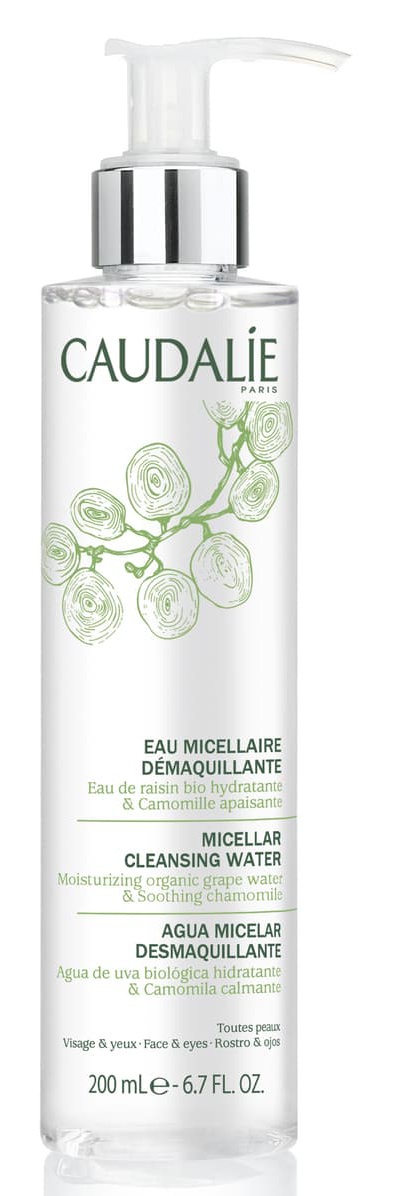 CAUDALÍE
PARIS
EAU MICELLAIRE
DÉMAQUILLANTE
Eau de raisin bio hydratante
& Camomille apaisante
MICELLAR
CLEANSING WATER
Moisturizing organic grape water
& Soothing chamomile
AGUA MICELAR
DESMAQUILLANTE
Agua de uva biológica hidratante
& Camomila calmante
Toutes peaux
Visage & yeux · Face & eyes · Rostro & ojos
200 mL℮ - 6.7 FL. OZ.